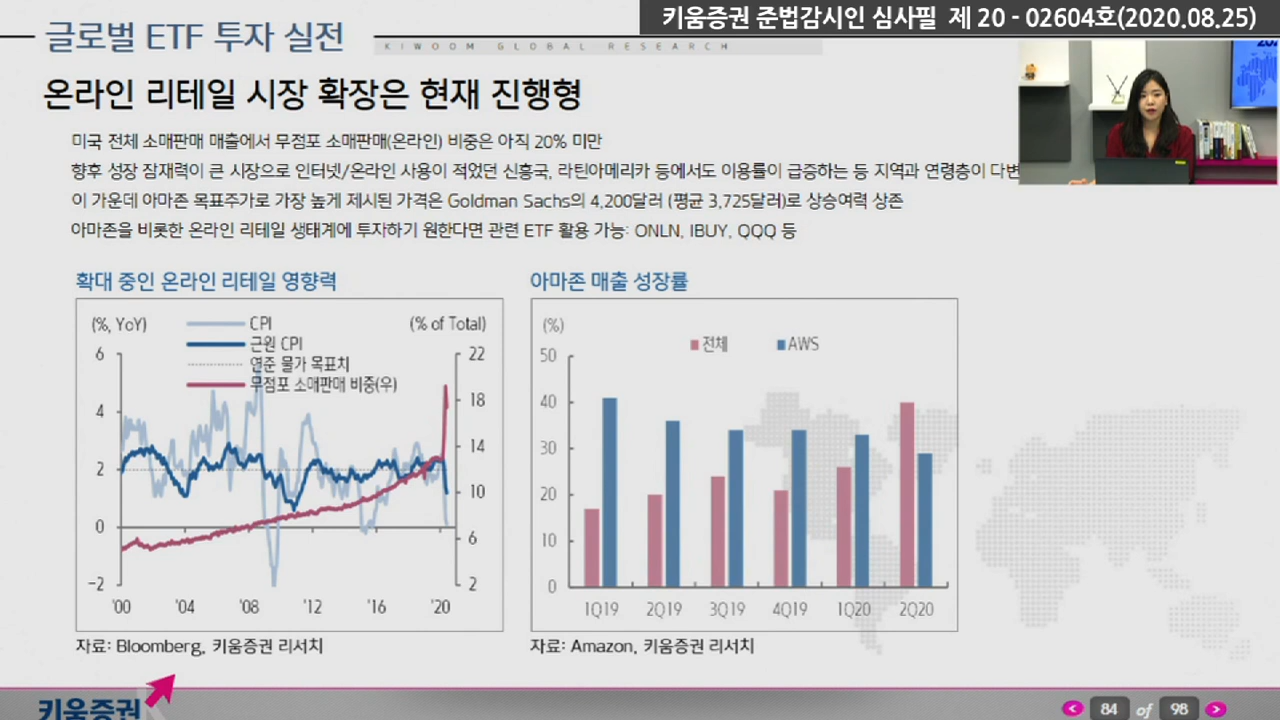 키움증권 준법감시인 심사필 제 20 - 02604호(2020.08.25)
글로벌 ETF 투자 실전
KIWOOM GLOBAL RESEARCH
온라인 리테일 시장 확장은 현재 진행형
미국 전체 소매판매 매출에서 무점포 소매판매(온라인) 비중은 아직 20% 미만
향후 성장 잠재력이 큰 시장으로 인터넷/온라인 사용이 적었던 신흥국, 라틴아메리카 등에서도 이용률이 급증하는 등 지역과 연령층이 다변
이 가운데 아마존 목표주가로 가장 높게 제시된 가격은 Goldman Sachs의 4,200달러 (평균 3,725달러)로 상승여력 상존
아마존을 비롯한 온라인 리테일 생태계에 투자하기 원한다면 관련 ETF 활용 가능: ONLN, IBUY, QQQ 등
확대 중인 온라인 리테일 영향력
(%, YoY)
(% of Total)
CPI
근원 CPI
연준 물가 목표치
무점포 소매판매 비중(우)
6
4
2
0
-2
22
18
14
10
6
2
'00 '04 '08 '12 '16 '20
자료: Bloomberg, 키움증권 리서치
아마존 매출 성장률
(%)
전체 AWS
50
40
30
20
10
0
1Q19 2Q19 3Q19 4Q19 1Q20 2Q20
자료: Amazon, 키움증권 리서치
키움증권
84 of 98